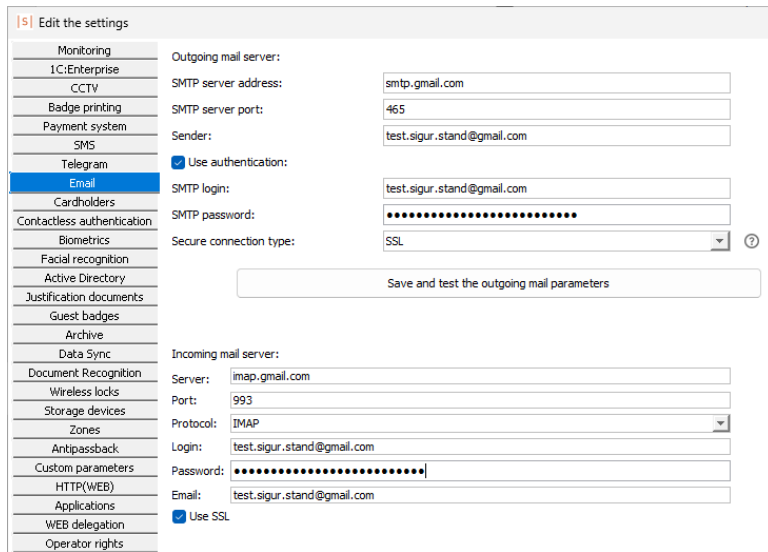 |S| Edit the settings
Monitoring
1C:Enterprise
CCTV
Badge printing
Payment system
SMS
Telegram
Email
Cardholders
Contactless authentication
Biometrics
Facial recognition
Active Directory
Justification documents
Guest badges
Archive
Data Sync
Document Recognition
Wireless locks
Storage devices
Zones
Antipassback
Custom parameters
HTTP(WEB)
Applications
WEB delegation
Operator rights
Outgoing mail server:
SMTP server address: smtp.gmail.com
SMTP server port: 465
Sender: test.sigur.stand@gmail.com
Use authentication:
SMTP login: test.sigur.stand@gmail.com
SMTP password: ●●●●●●●●●●●●●●●●●●●●●●●●●●●
Secure connection type: SSL ?
Save and test the outgoing mail parameters
Incoming mail server:
Server: imap.gmail.com
Port: 993
Protocol: IMAP
Login: test.sigur.stand@gmail.com
Password: ●●●●●●●●●●●●●●●●●●●●●●●●●●●
Email: test.sigur.stand@gmail.com
Use SSL